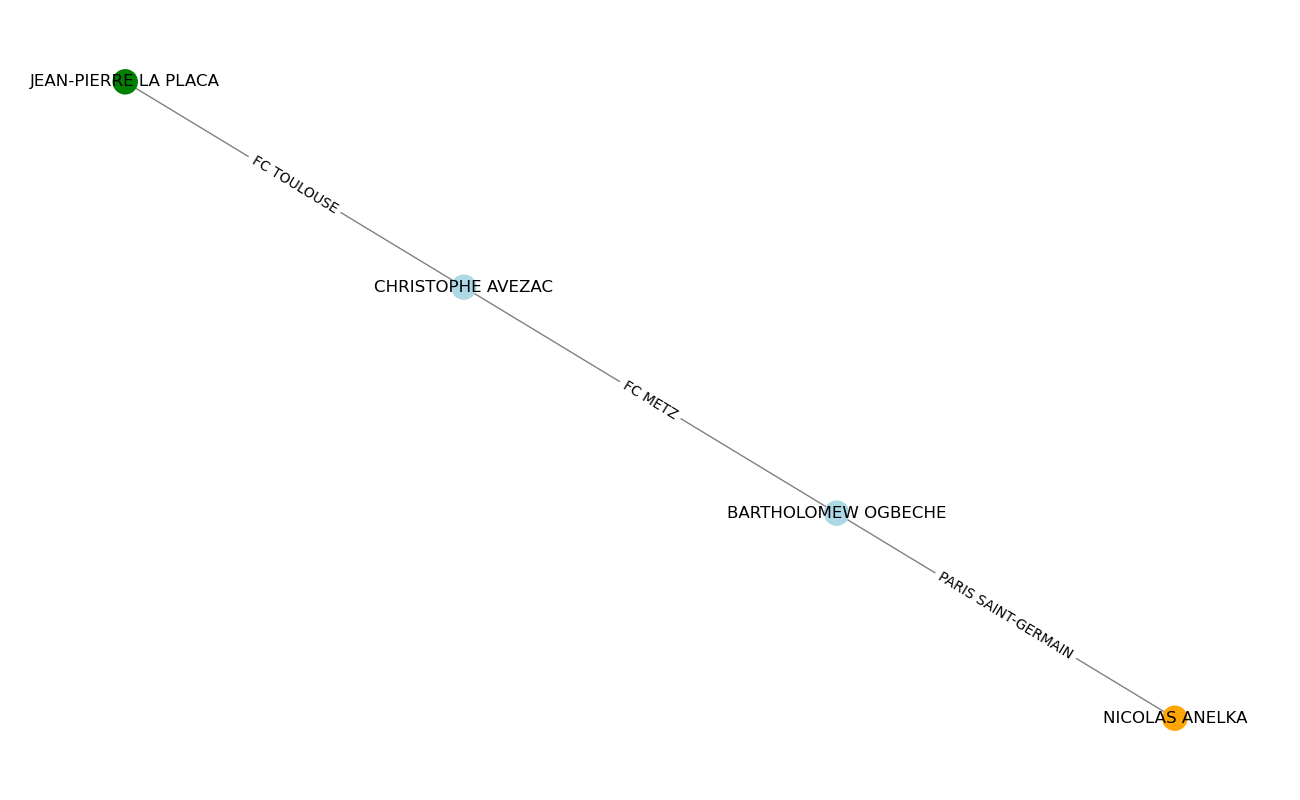 JEAN-PIERRE LA PLACA
FC TOULOUSE
CHRISTOPHE AVEZAC
FC METZ
BARTHOLOMEW OGBECHE
PARIS SAINT-GERMAIN
NICOLAS ANELKA